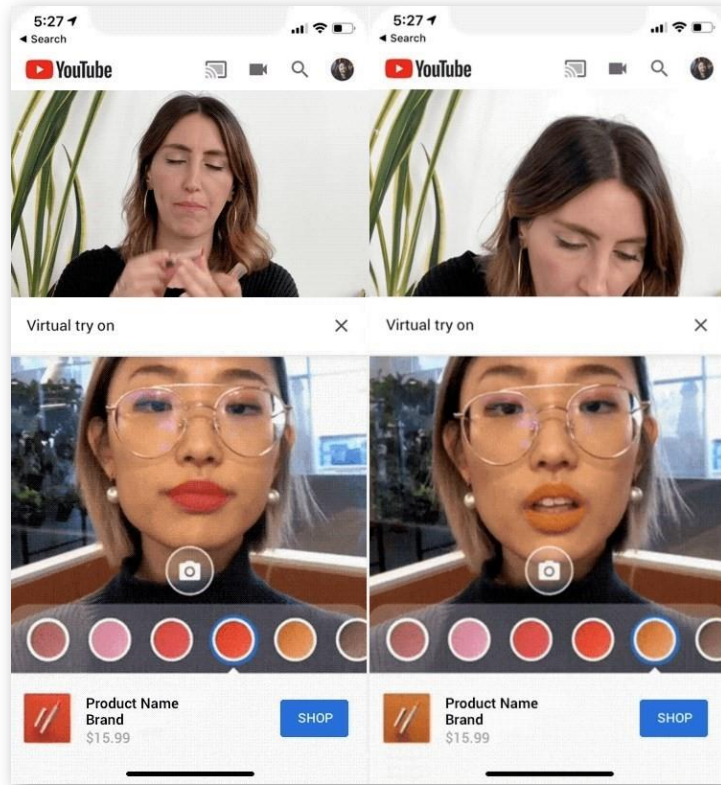 5:27
Search
YouTube
Virtual try on
Product Name
Brand
$15.99
SHOP
5:27
Search
YouTube
Virtual try on
Product Name
Brand
$15.99
SHOP